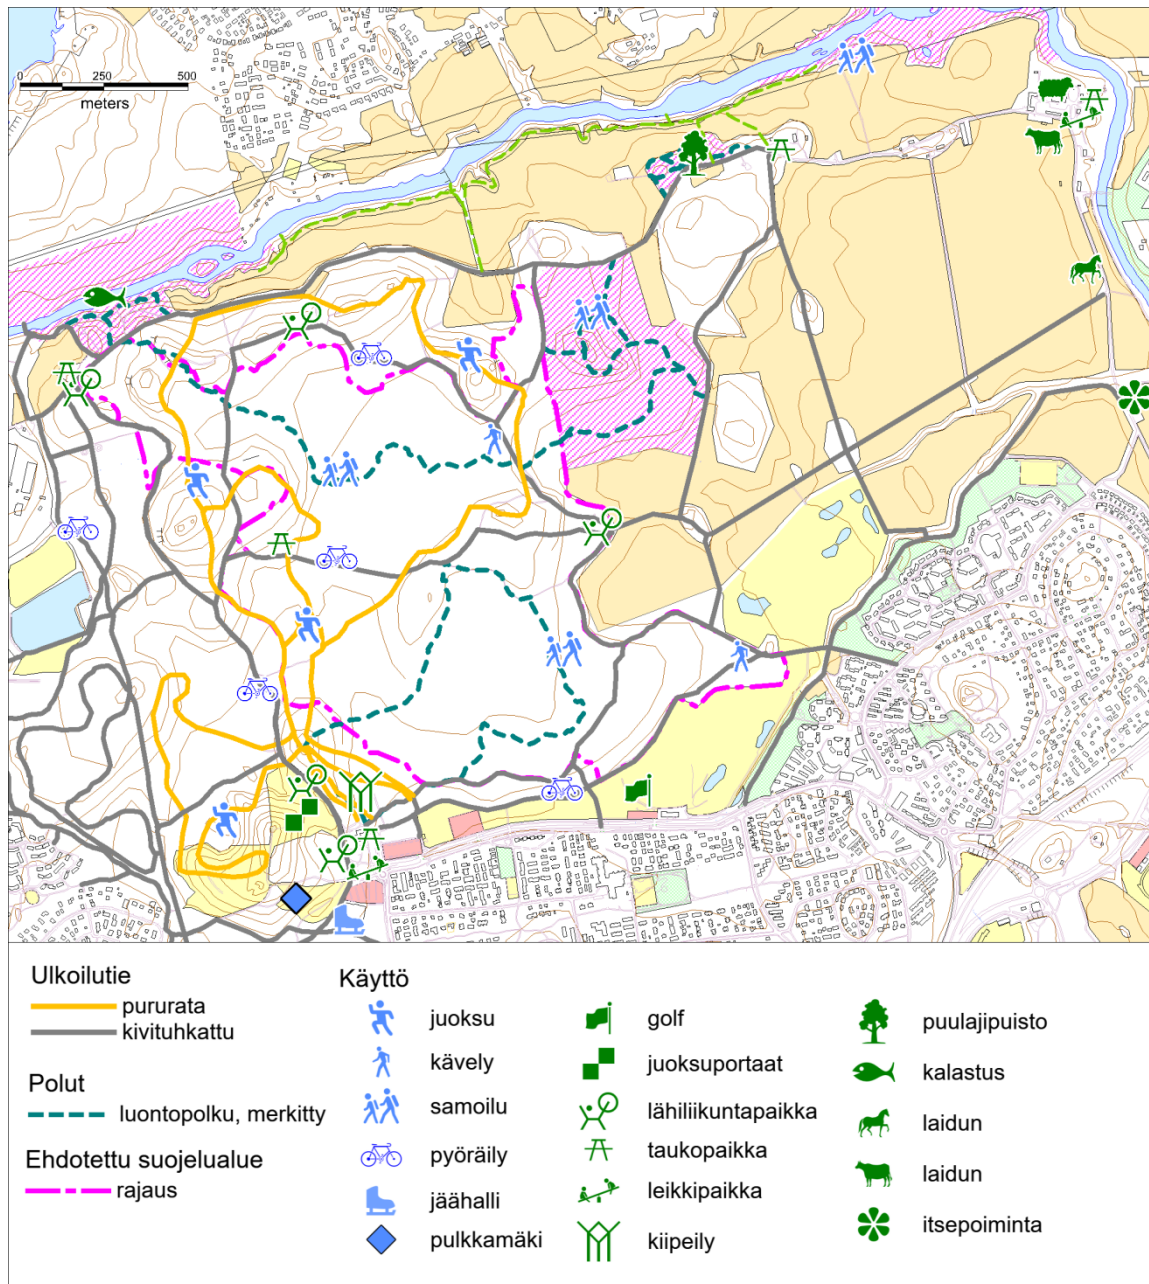 0 250 500
meters
Ulkoilutie
pururata
kivituhkattu
Polut
luontopolku, merkitty
Ehdotettu suojelualue
rajaus
Käyttö
juoksu
kävely
samoilu
pyöräily
jäähalli
pulkkamäki
golf
juoksuportaat
lähiliikuntapaikka
taukopaikka
leikkipaikka
kiipeily
puulajipuisto
kalastus
laidun
laidun
itsepoiminta